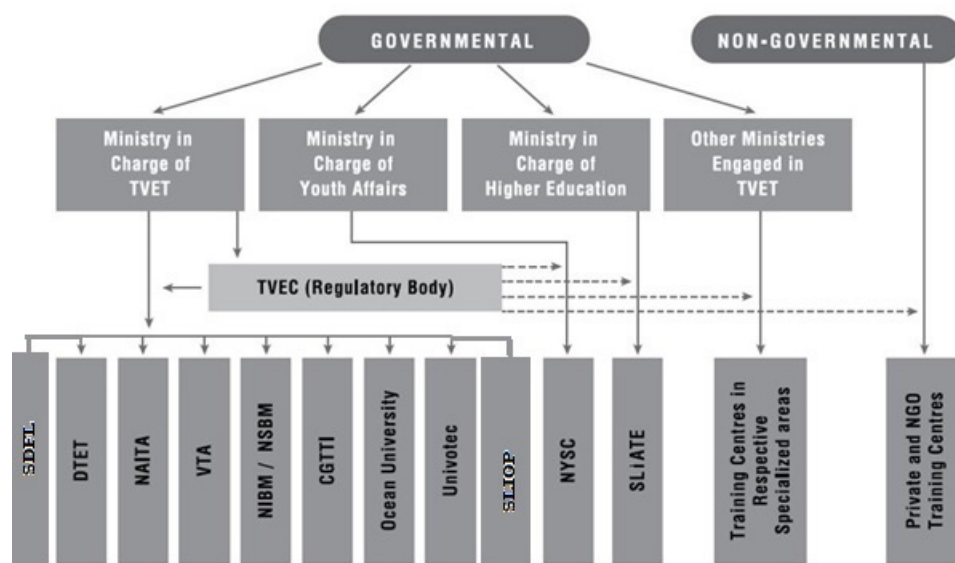 GOVERNMENTAL
NON-GOVERNMENTAL
Ministry in
Charge of
TVET
Ministry in
Charge of
Youth Affairs
Ministry in
Charge of
Higher Education
Other Ministries
Engaged in
TVET
TVEC (Regulatory Body)
SDFL
DTET
NAITA
VTA
NIBM / NSBM
CGTTI
Ocean University
Univotec
SLIOP
NYSC
SLiATE
Training Centres in
Respective
Specialized areas
Private and NGO
Training Centres